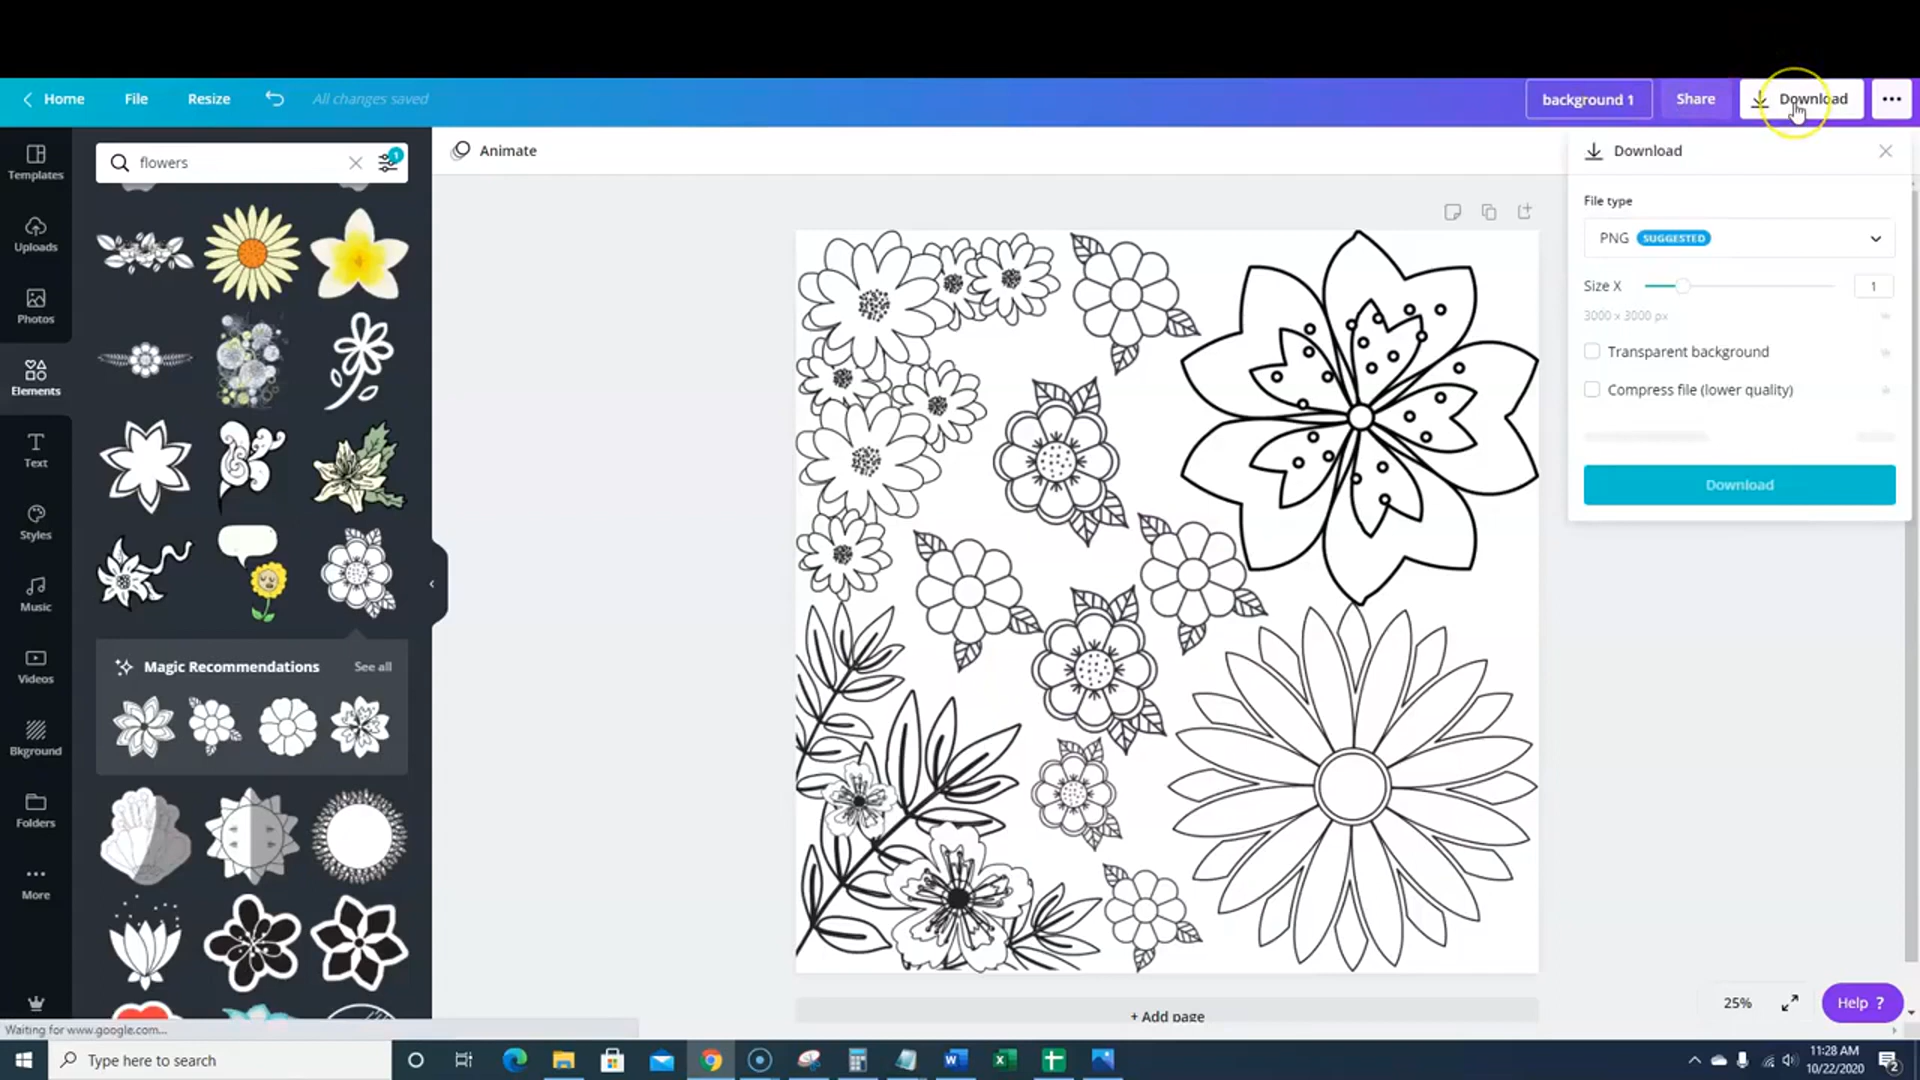 Home
File
Resize
All changes saved
background 1
Share
Download
Templates
Uploads
Photos
Elements
Text
Styles
Music
Videos
Bkground
Folders
More
flowers
1
Magic Recommendations
See all
Animate
Download
File type
PNG SUGGESTED
Size X
1
3000 x 3000 px
Transparent background
Compress file (lower quality)
Download
+ Add page
25%
Help ?
Waiting for www.google.com...
Type here to search
11:28 AM
10/22/2020
2